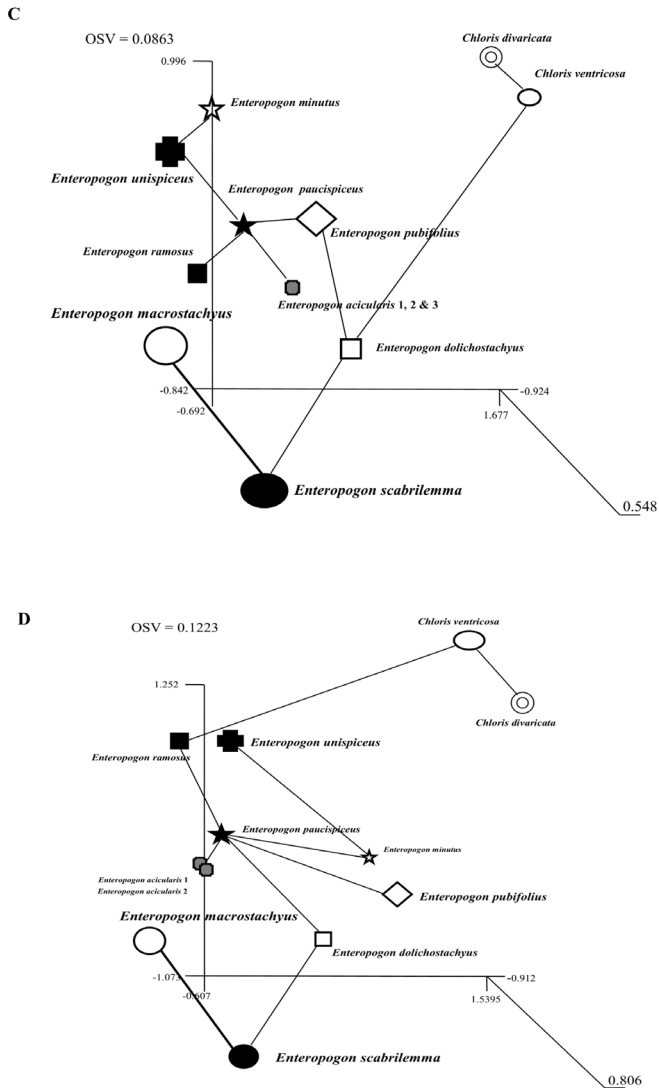 C
OSV = 0.0863
Chloris divaricata
0.996
Chloris ventricosa
Enteropogon minutus
Enteropogon unispiceus
Enteropogon paucispiceus
Enteropogon pubifolius
Enteropogon ramosus
Enteropogon acicularis 1, 2 & 3
Enteropogon macrostachyus
Enteropogon dolichostachyus
-0.842
-0.924
-0.692
1.677
Enteropogon scabrilemma
0.548
D
OSV = 0.1223
Chloris ventricosa
1.252
Chloris divaricata
Enteropogon unispiceus
Enteropogon ramosus
Enteropogon paucispiceus
Enteropogon minutus
Enteropogon acicularis 1
Enteropogon acicularis 2
Enteropogon pubifolius
Enteropogon macrostachyus
Enteropogon dolichostachyus
-1.073
-0.912
-0.607
1.5395
Enteropogon scabrilemma
0.806